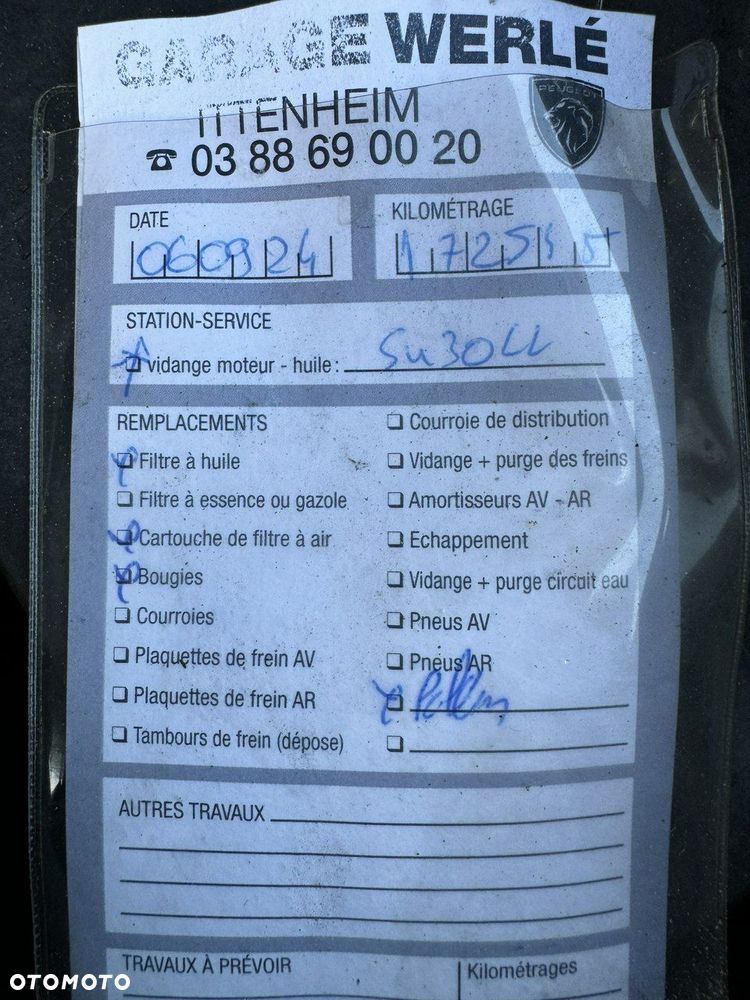 GARAGE WERLÉ
ITTENHEIM
PEUGEOT
03 88 69 00 20
DATE
060924
KILOMÉTRAGE
STATION-SERVICE
vidange moteur - huile : 5W30LL
REMPLACEMENTS
Filtre à huile
Filtre à essence ou gazole
Cartouche de filtre à air
Bougies
Courroies
Plaquettes de frein AV
Plaquettes de frein AR
Tambours de frein (dépose)
Courroie de distribution
Vidange + purge des freins
Amortisseurs AV - AR
Echappement
Vidange + purge circuit eau
Pneus AV
Pneus AR
AUTRES TRAVAUX
TRAVAUX À PRÉVOIR
Kilométrages
OTOMOTO